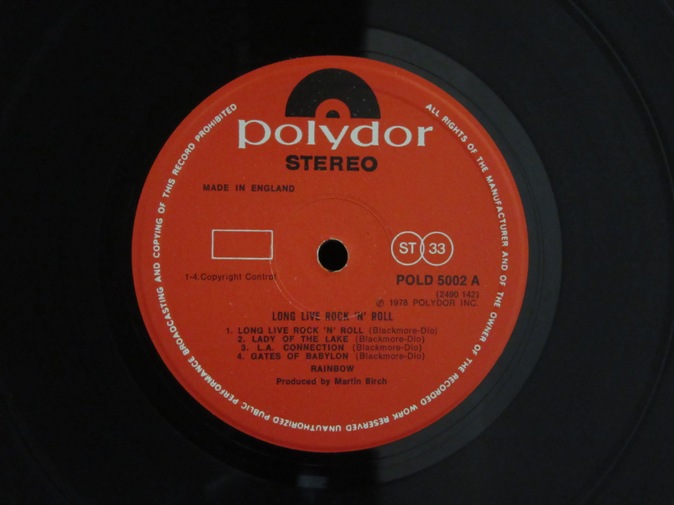 polydor
STEREO
MADE IN ENGLAND
ST 33
1-4.Copyright Control
POLD 5002 A
(2490 142)
℗ 1978 POLYDOR INC.
LONG LIVE ROCK 'N' ROLL
1. LONG LIVE ROCK 'N' ROLL (Blackmore-Dio)
2. LADY OF THE LAKE (Blackmore-Dio)
3. L.A. CONNECTION (Blackmore-Dio)
4. GATES OF BABYLON (Blackmore-Dio)
RAINBOW
Produced by Martin Birch
ALL RIGHTS OF THE MANUFACTURER AND OF THE OWNER OF THE RECORDED WORK RESERVED UNAUTHORIZED PUBLIC PERFORMANCE BROADCASTING AND COPYING OF THIS RECORD PROHIBITED